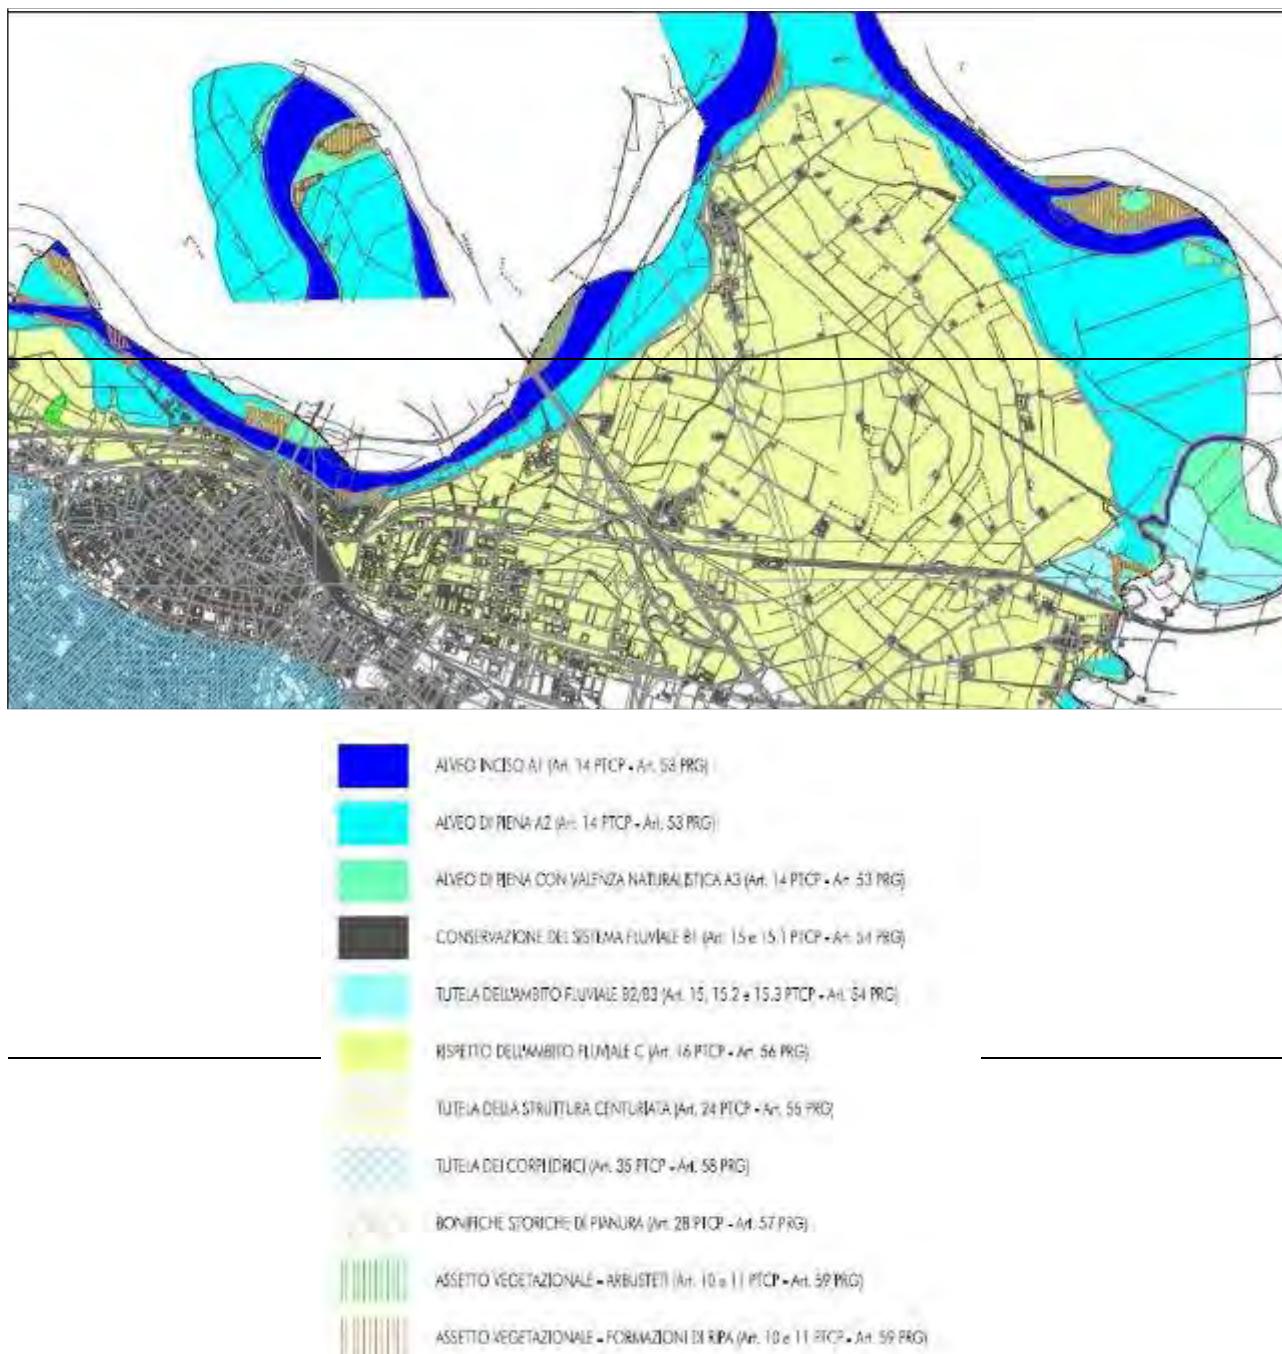 ALVEO INCISO A1 (Art. 14 PTCP - Art. 53 PRG)
ALVEO DI PIENA A2 (Art. 14 PTCP - Art. 53 PRG)
ALVEO DI PIENA CON VALENZA NATURALISTICA A3 (Art. 14 PTCP - Art. 53 PRG)
CONSERVAZIONE DEL SISTEMA FLUVIALE B1 (Art. 15 e 15.1 PTCP - Art. 54 PRG)
TUTELA DELL'AMBITO FLUVIALE B2/B3 (Art. 15, 15.2 e 15.3 PTCP - Art. 54 PRG)
RISPETTO DELL'AMBITO FLUVIALE C (Art. 16 PTCP - Art. 56 PRG)
TUTELA DELLA STRUTTURA CENTURIATA (Art. 24 PTCP - Art. 55 PRG)
TUTELA DEI CORPI IDRICI (Art. 35 PTCP - Art. 58 PRG)
BONIFICHE STORICHE DI PIANURA (Art. 28 PTCP - Art. 57 PRG)
ASSETTO VEGETAZIONALE - ARBUSTETI (Art. 10 e 11 PTCP - Art. 59 PRG)
ASSETTO VEGETAZIONALE - FORMAZIONI DI RIPA (Art. 10 e 11 PTCP - Art. 59 PRG)